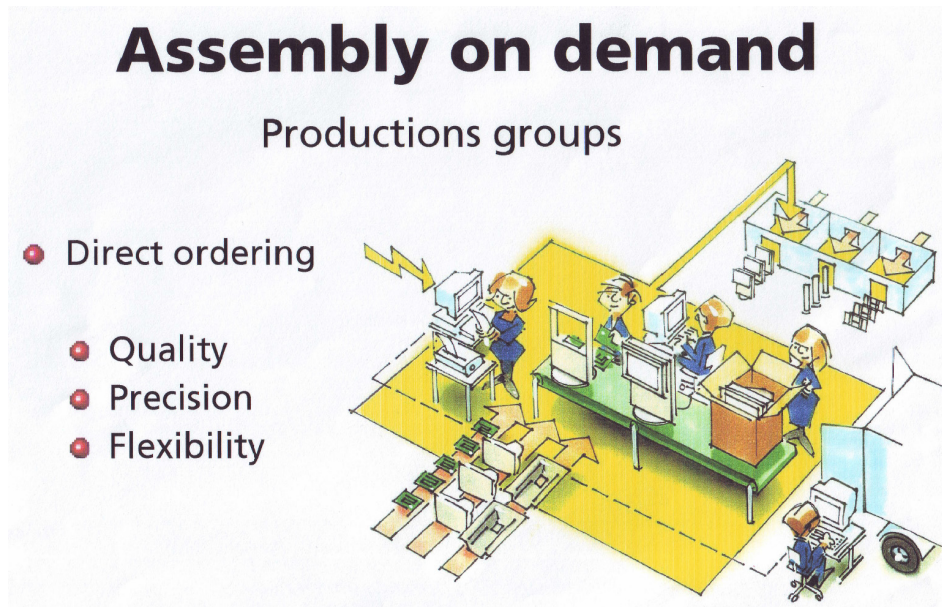 Assembly on demand
Productions groups
Direct ordering
Quality
Precision
Flexibility